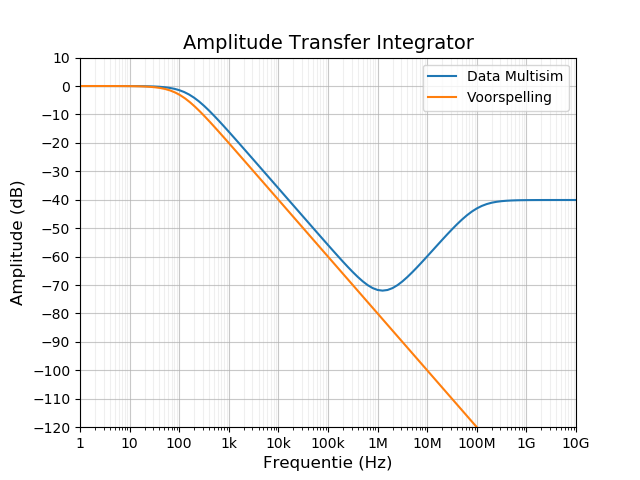 Amplitude Transfer Integrator
Data Multisim
Voorspelling
Amplitude (dB)
10
0
−10
−20
−30
−40
−50
−60
−70
−80
−90
−100
−110
−120
1 10 100 1k 10k 100k 1M 10M 100M 1G 10G
Frequentie (Hz)